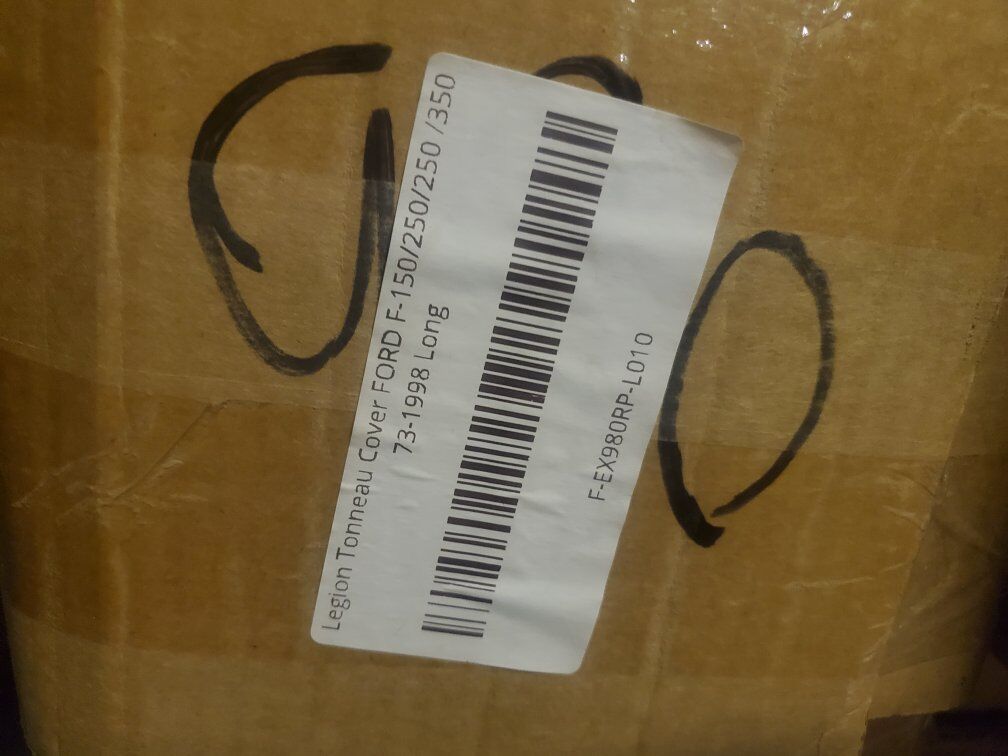 Legion Tonneau Cover FORD F-150/250/250 /350
73-1998 Long
F-EX980RP-L010